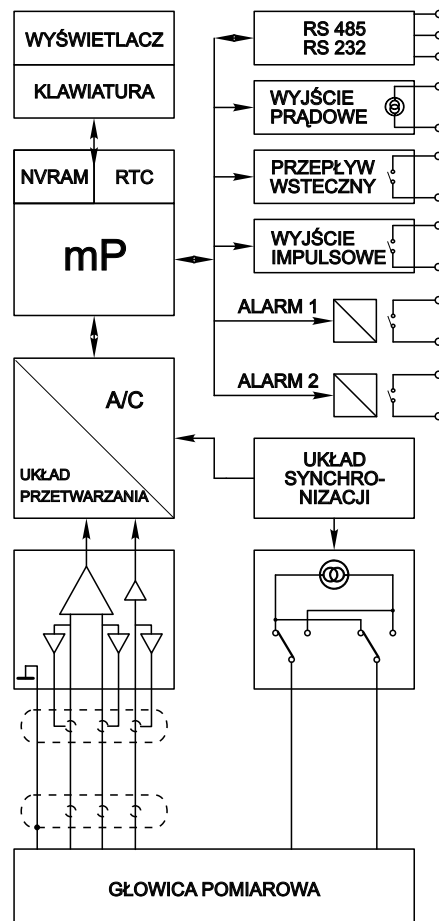 WYŚWIETLACZ
KLAWIATURA
NVRAM
RTC
mP
A/C
UKŁAD
PRZETWARZANIA
RS 485
RS 232
WYJŚCIE
PRĄDOWE
PRZEPŁYW
WSTECZNY
WYJŚCIE
IMPULSOWE
ALARM 1
ALARM 2
UKŁAD
SYNCHRO-
NIZACJI
GŁOWICA POMIAROWA